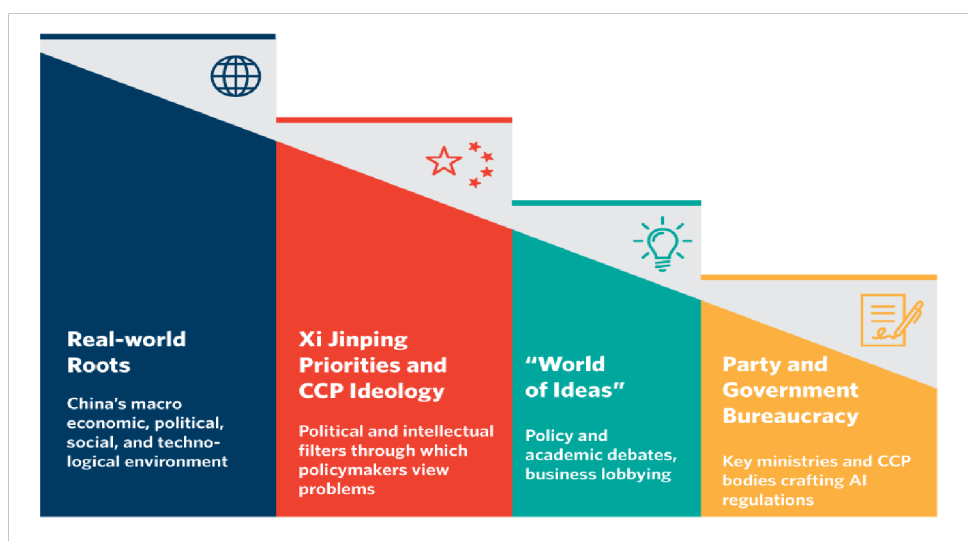 Real-world
Roots
China's macro
economic, political,
social, and techno-
logical environment
Xi Jinping
Priorities and
CCP Ideology
Political and intellectual
filters through which
policymakers view
problems
“World
of Ideas”
Policy and
academic debates,
business lobbying
Party and
Government
Bureaucracy
Key ministries and CCP
bodies crafting AI
regulations